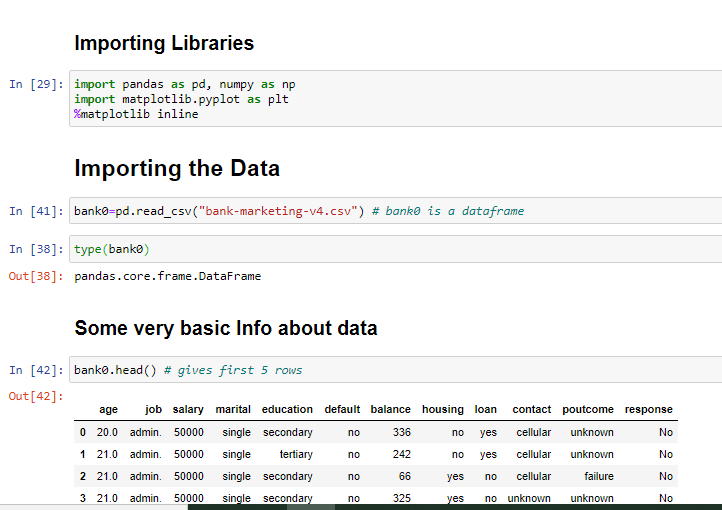 Importing Libraries
In [29]: import pandas as pd, numpy as np
import matplotlib.pyplot as plt
%matplotlib inline
Importing the Data
In [41]: bank0=pd.read_csv("bank-marketing-v4.csv") # bank0 is a dataframe
In [38]: type(bank0)
Out[38]: pandas.core.frame.DataFrame
Some very basic Info about data
In [42]: bank0.head() # gives first 5 rows
Out[42]:
age job salary marital education default balance housing loan contact poutcome response
0 20.0 admin. 50000 single secondary no 336 no yes cellular unknown No
1 21.0 admin. 50000 single tertiary no 242 no yes cellular unknown No
2 21.0 admin. 50000 single secondary no 66 yes no cellular failure No
3 21.0 admin. 50000 single secondary no 325 yes no unknown unknown No